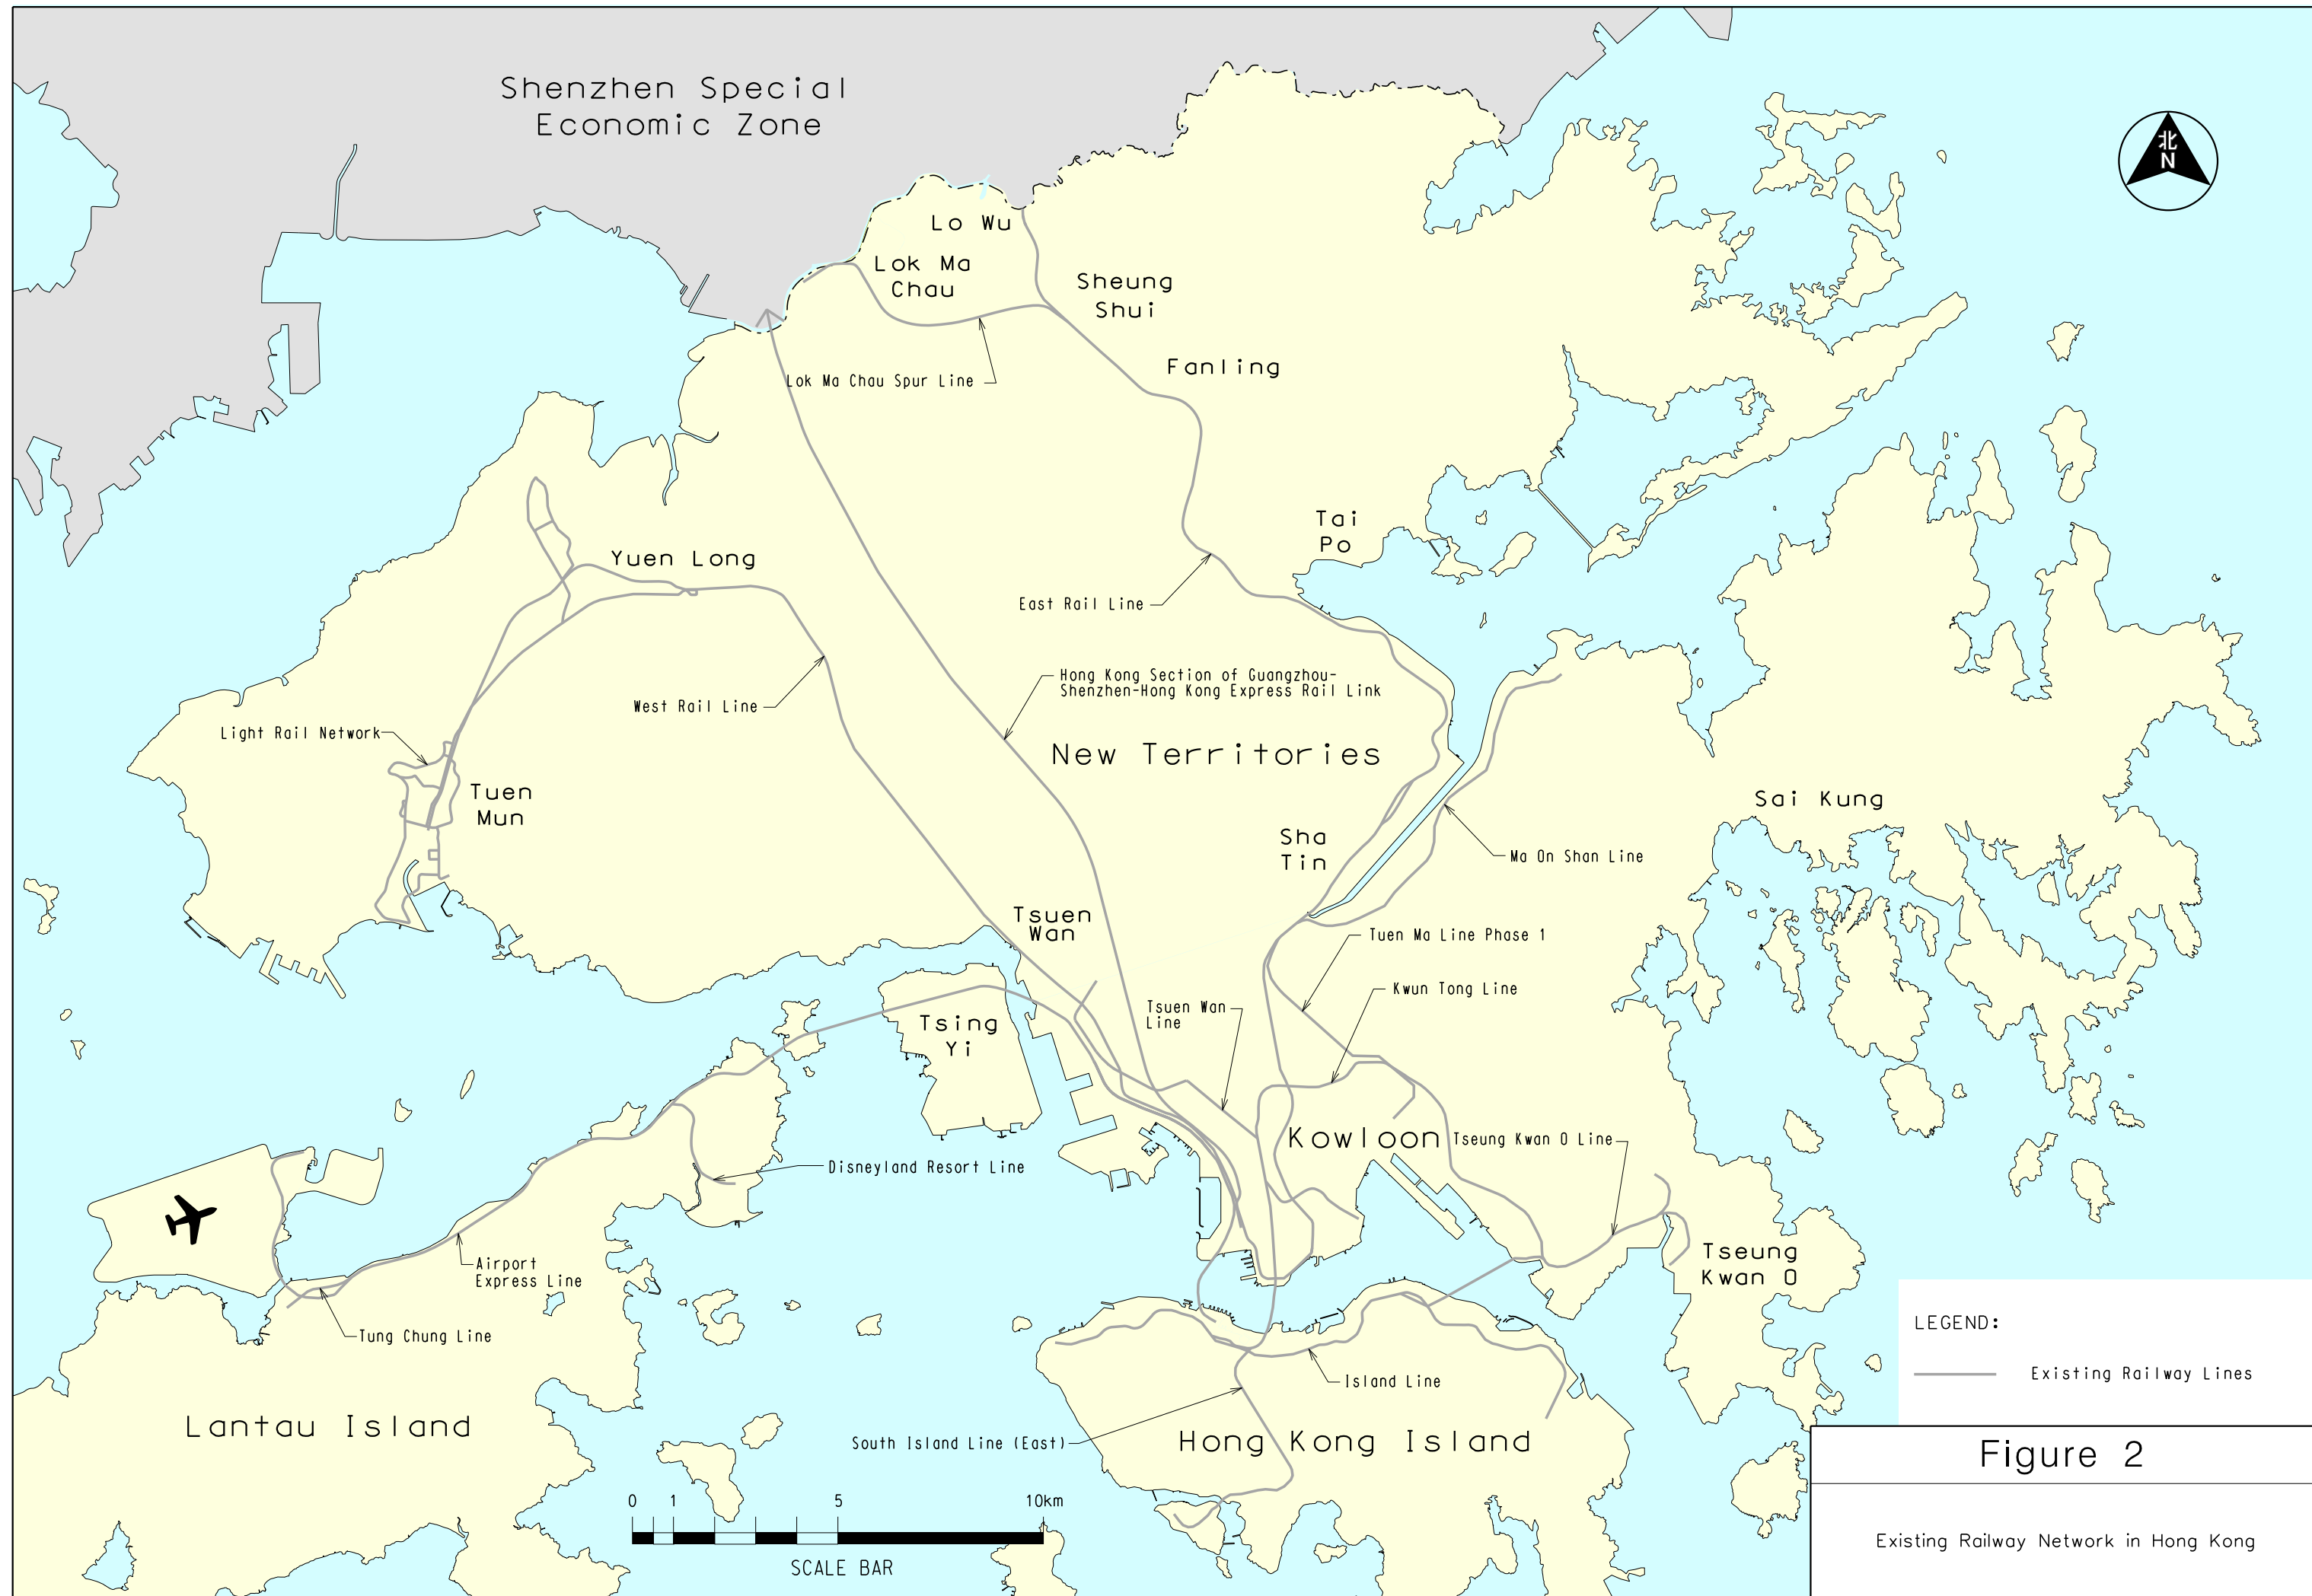 Shenzhen Special
Economic Zone
北
N
Lo Wu
Lok Ma
Chau
Sheung
Shui
Fanling
Lok Ma Chau Spur Line
Tai
Po
Yuen Long
East Rail Line
Hong Kong Section of Guangzhou-
Shenzhen-Hong Kong Express Rail Link
West Rail Line
Light Rail Network
New Territories
Tuen
Mun
Sai Kung
Sha
Tin
Ma On Shan Line
Tsuen
Wan
Tuen Ma Line Phase 1
Kwun Tong Line
Tsuen Wan
Line
Tsing
Yi
Kowloon
Tseung Kwan O Line
Disneyland Resort Line
Airport
Express Line
Tseung
Kwan O
Tung Chung Line
LEGEND:
Existing Railway Lines
Island Line
Lantau Island
South Island Line (East)
Hong Kong Island
Figure 2
0 1 5 10km
SCALE BAR
Existing Railway Network in Hong Kong